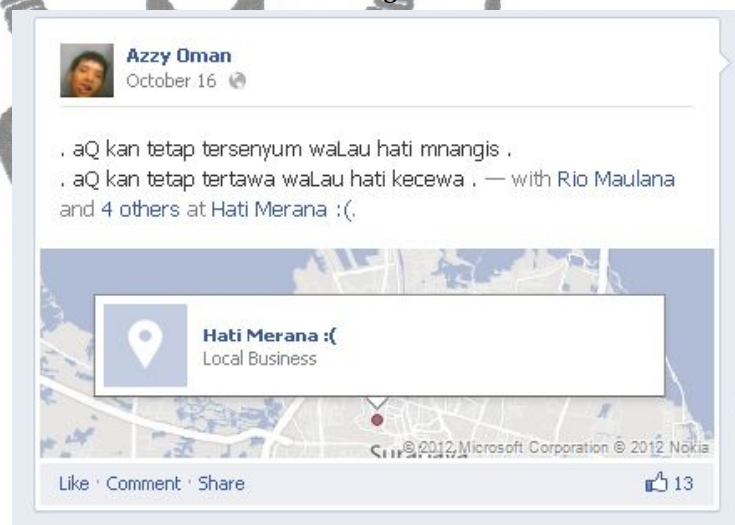 Azzy Oman
October 16
. aQ kan tetap tersenyum waLau hati mnangis .
. aQ kan tetap tertawa waLau hati kecewa . — with Rio Maulana
and 4 others at Hati Merana :(.
Hati Merana :(
Local Business
Surabaya
© 2012 Microsoft Corporation © 2012 Nokia
Like · Comment · Share
13